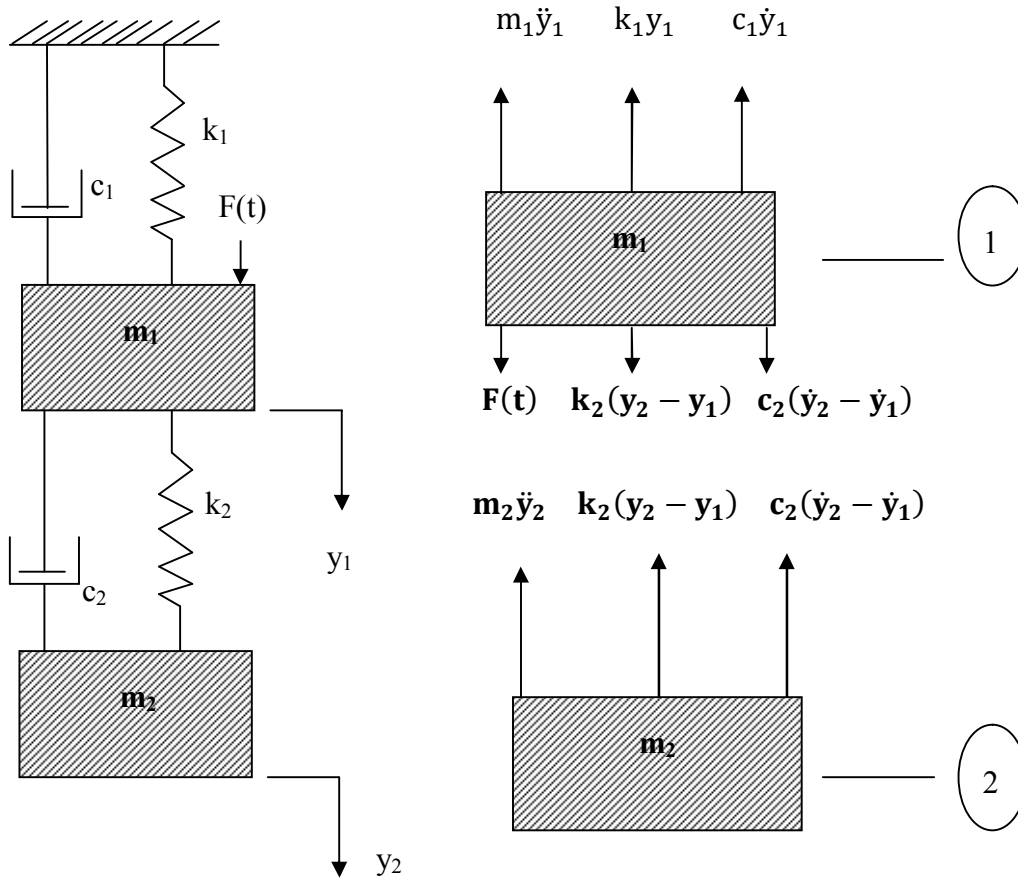 k₁
c₁
F(t)
m₁
k₂
y₁
c₂
m₂
y₂
m₁ÿ₁ k₁y₁ c₁ẏ₁
m₁
1
F(t) k₂(y₂ − y₁) c₂(ẏ₂ − ẏ₁)
m₂ÿ₂ k₂(y₂ − y₁) c₂(ẏ₂ − ẏ₁)
m₂
2